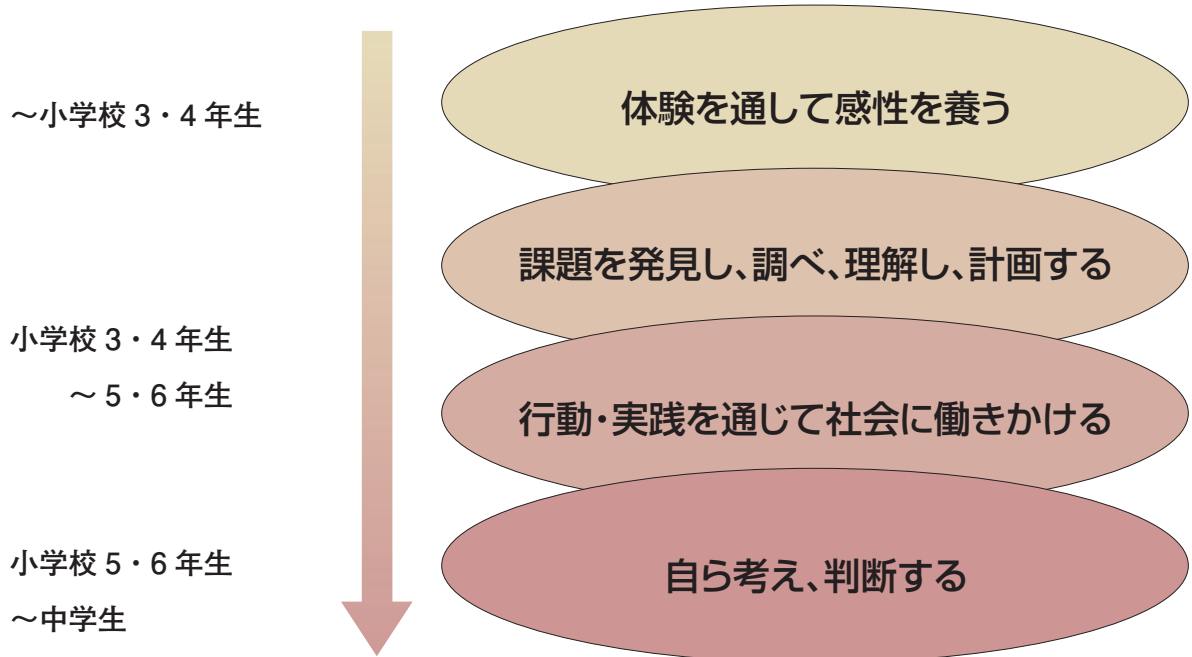 ～小学校 3・4 年生
体験を通して感性を養う
課題を発見し、調べ、理解し、計画する
小学校 3・4 年生
～ 5・6 年生
行動・実践を通じて社会に働きかける
小学校 5・6 年生
～中学生
自ら考え、判断する